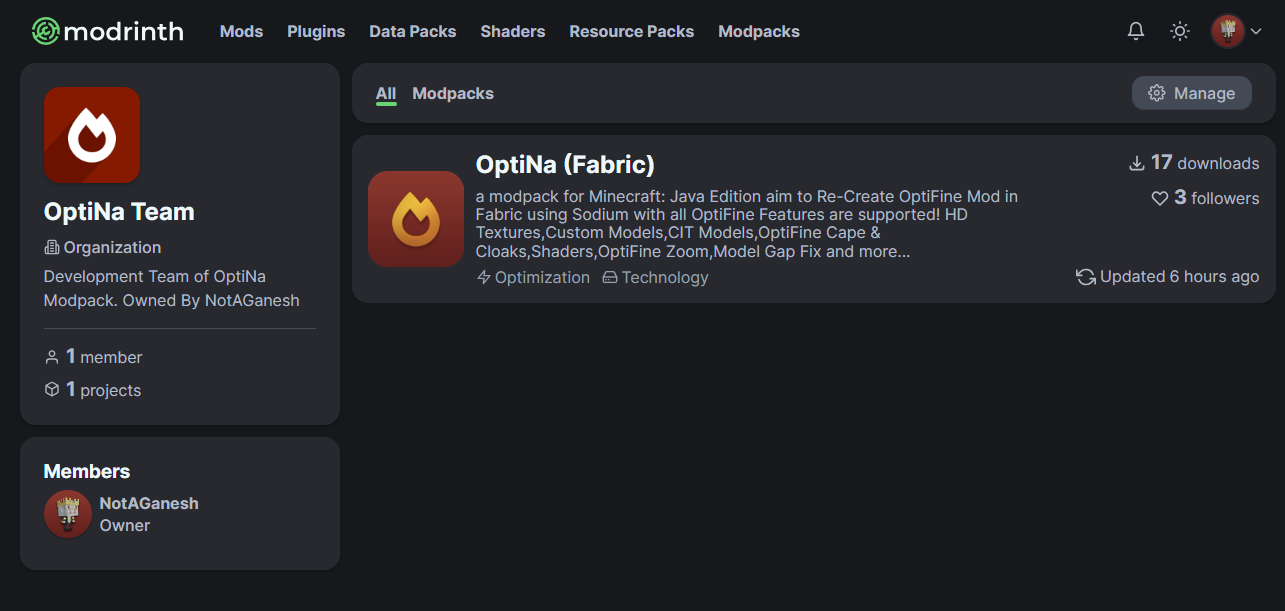 modrinth Mods Plugins Data Packs Shaders Resource Packs Modpacks
OptiNa Team
Organization
Development Team of OptiNa
Modpack. Owned By NotAGanesh
1 member
1 projects
Members
NotAGanesh
Owner
All Modpacks Manage
OptiNa (Fabric)
a modpack for Minecraft: Java Edition aim to Re-Create OptiFine Mod in
Fabric using Sodium with all OptiFine Features are supported! HD
Textures,Custom Models,CIT Models,OptiFine Cape &
Cloaks,Shaders,OptiFine Zoom,Model Gap Fix and more...
Optimization Technology
17 downloads
3 followers
Updated 6 hours ago